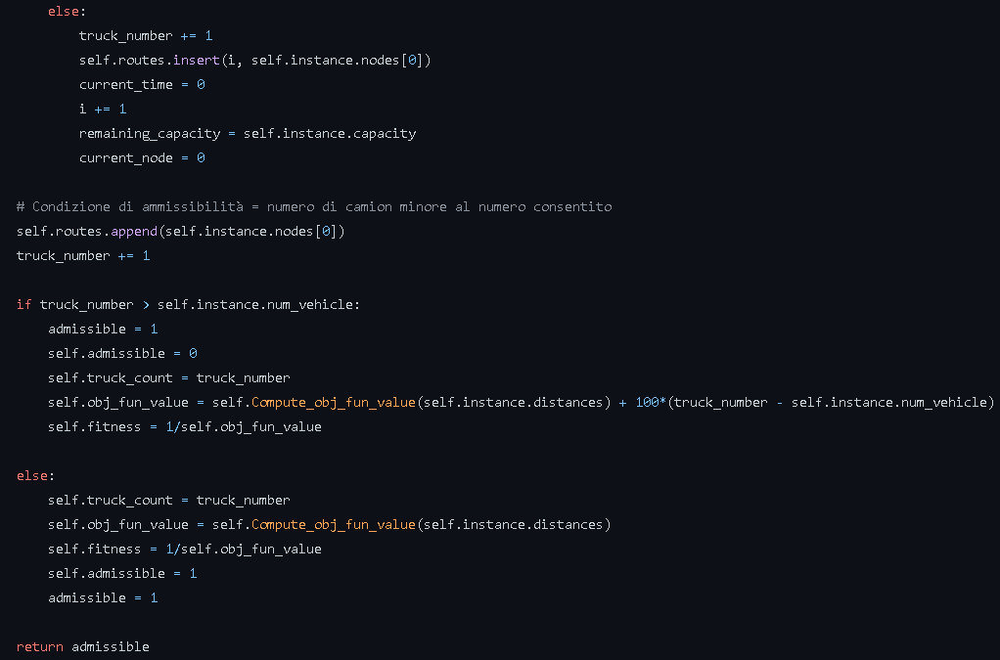 else:
truck_number += 1
self.routes.insert(i, self.instance.nodes[0])
current_time = 0
i += 1
remaining_capacity = self.instance.capacity
current_node = 0
# Condizione di ammissibilità = numero di camion minore al numero consentito
self.routes.append(self.instance.nodes[0])
truck_number += 1
if truck_number > self.instance.num_vehicle:
admissible = 1
self.admissible = 0
self.truck_count = truck_number
self.obj_fun_value = self.Compute_obj_fun_value(self.instance.distances) + 100*(truck_number - self.instance.num_vehicle)
self.fitness = 1/self.obj_fun_value
else:
self.truck_count = truck_number
self.obj_fun_value = self.Compute_obj_fun_value(self.instance.distances)
self.fitness = 1/self.obj_fun_value
self.admissible = 1
admissible = 1
return admissible